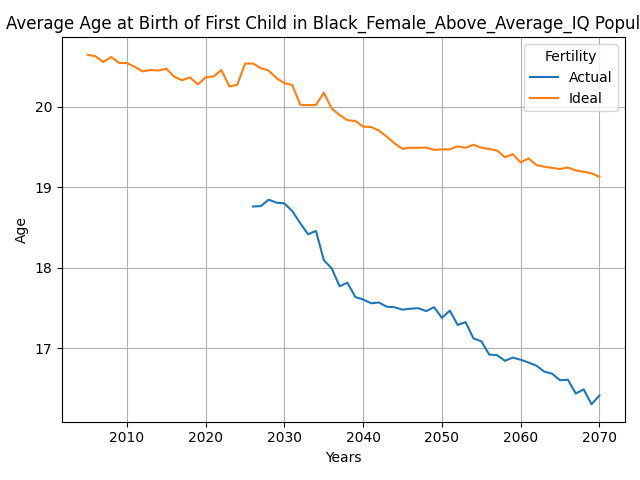 Average Age at Birth of First Child in Black_Female_Above_Average_IQ Popul
Fertility
Actual
Ideal
Age
20
19
18
17
2010 2020 2030 2040 2050 2060 2070
Years